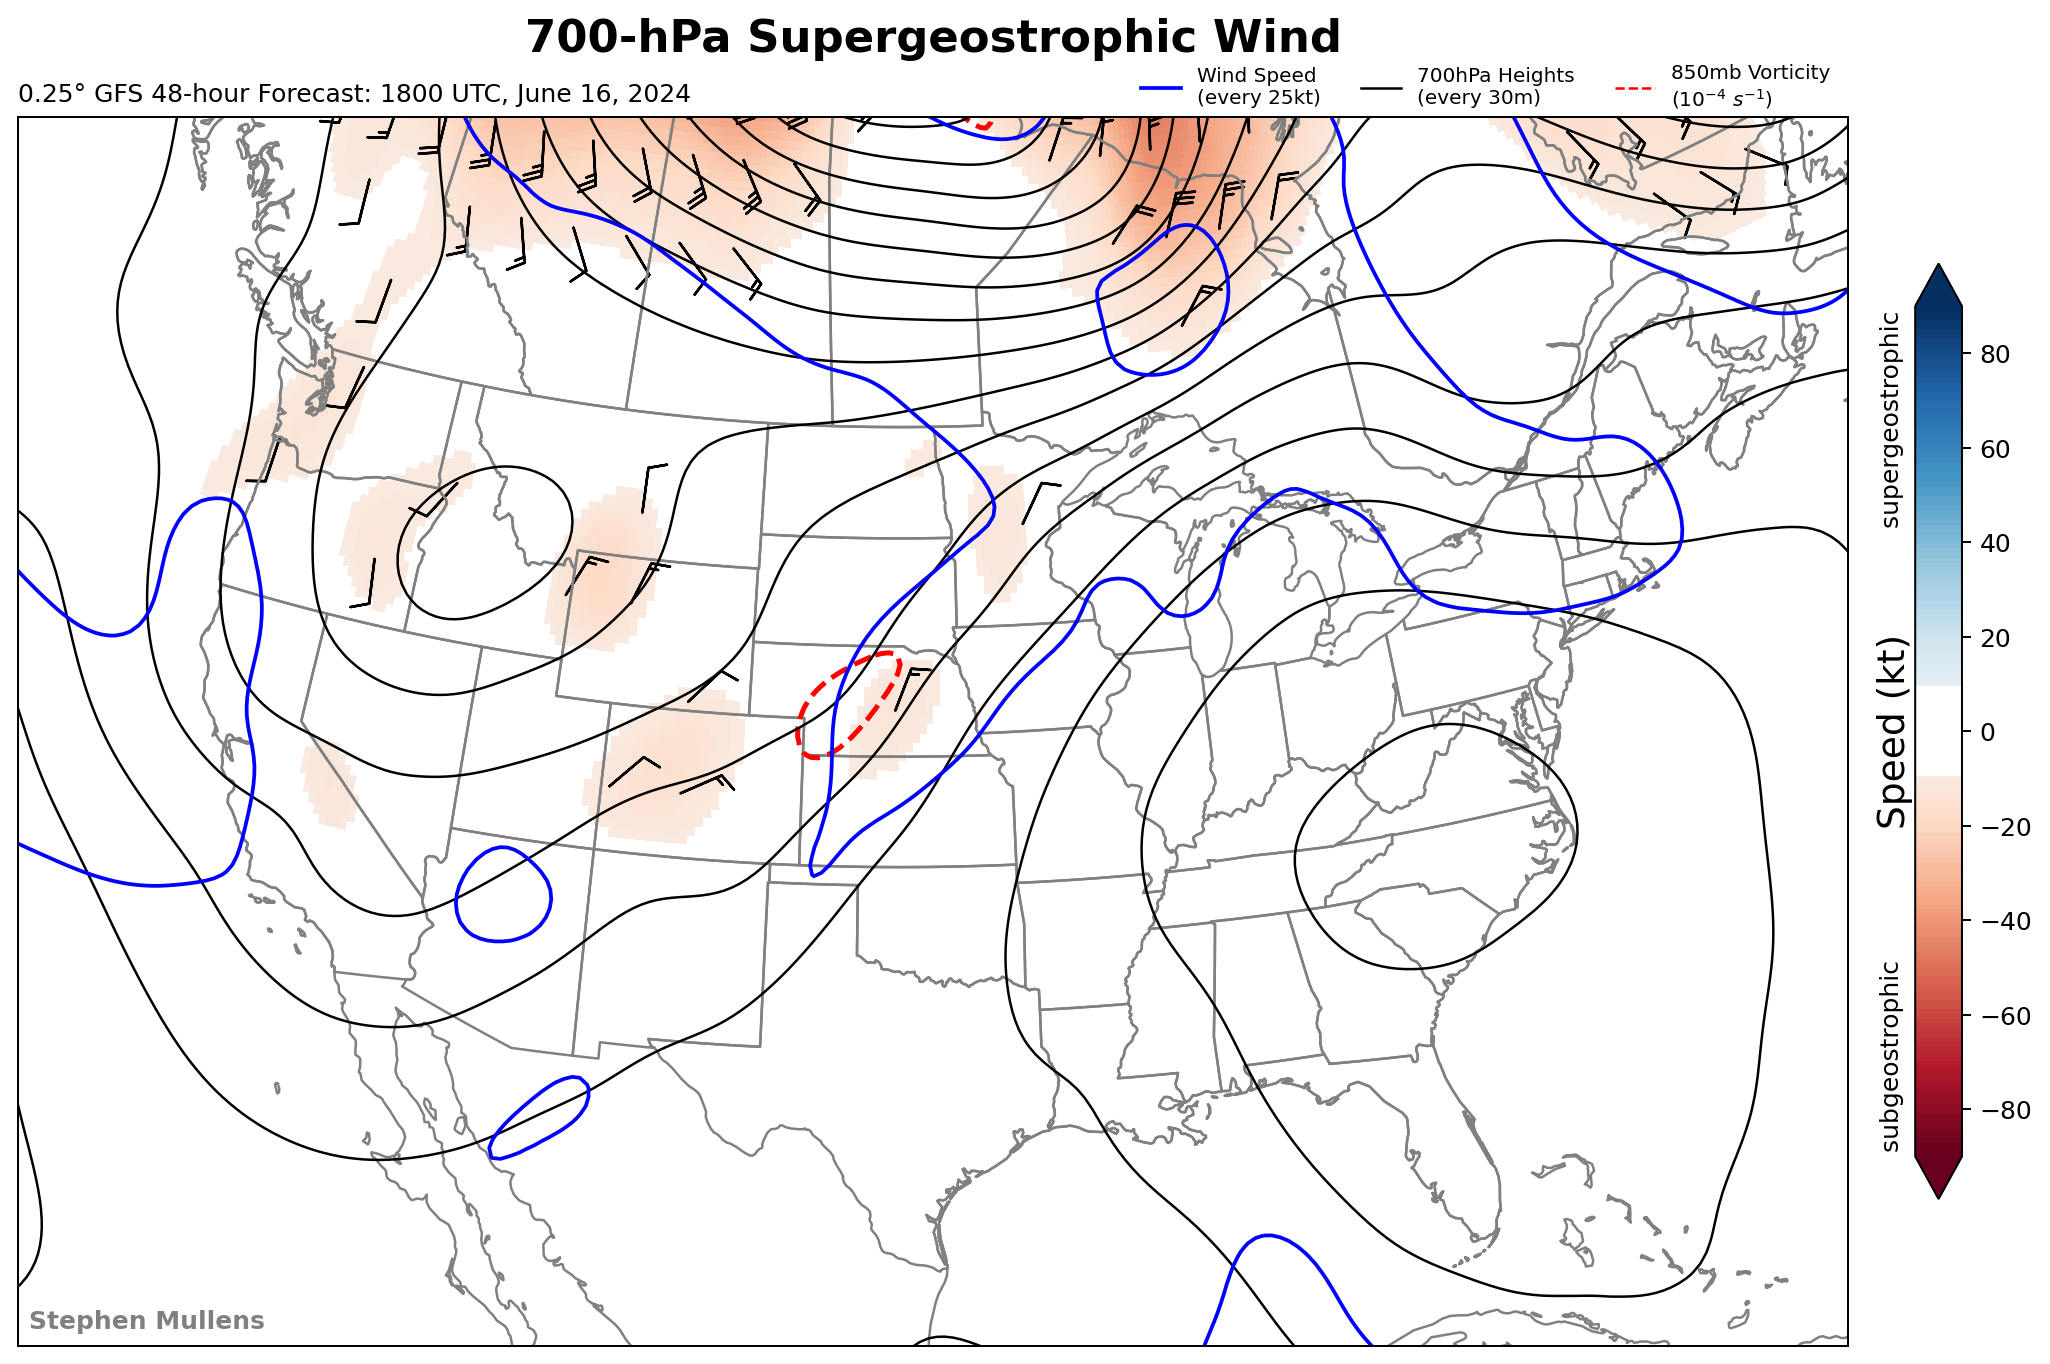 700-hPa Supergeostrophic Wind
0.25° GFS 48-hour Forecast: 1800 UTC, June 16, 2024
Wind Speed
(every 25kt)
700hPa Heights
(every 30m)
850mb Vorticity
(10⁻⁴ s⁻¹)
supergeostrophic
Speed (kt)
subgeostrophic
80
60
40
20
0
−20
−40
−60
−80
Stephen Mullens